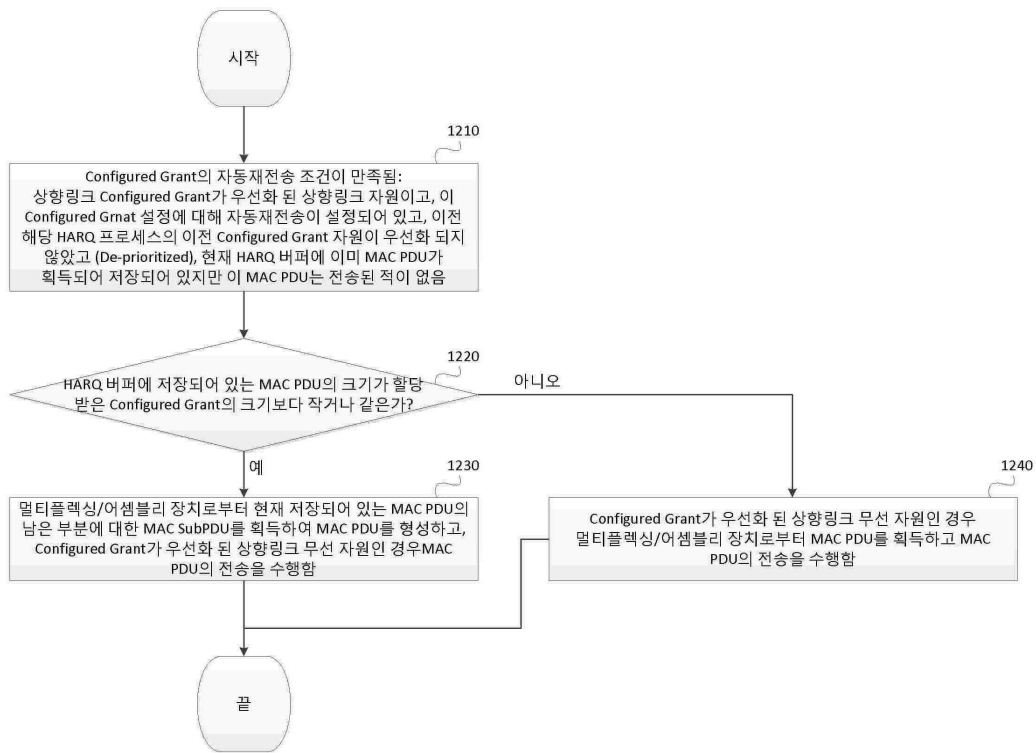 시작
1210
Configured Grant의 자동재전송 조건이 만족됨:
상향링크 Configured Grant가 우선화 된 상향링크 자원이고, 이
Configured Grnat 설정에 대해 자동재전송이 설정되어 있고, 이전
해당 HARQ 프로세스의 이전 Configured Grant 자원이 우선화 되지
않았고 (De-prioritized), 현재 HARQ 버퍼에 이미 MAC PDU가
획득되어 저장되어 있지만 이 MAC PDU는 전송된 적이 없음
1220
HARQ 버퍼에 저장되어 있는 MAC PDU의 크기가 할당
받은 Configured Grant의 크기보다 작거나 같은가?
아니오
예
1230
멀티플렉싱/어셈블리 장치로부터 현재 저장되어 있는 MAC PDU의
남은 부분에 대한 MAC SubPDU를 획득하여 MAC PDU를 형성하고,
Configured Grant가 우선화 된 상향링크 무선 자원인 경우MAC
PDU의 전송을 수행함
1240
Configured Grant가 우선화 된 상향링크 무선 자원인 경우
멀티플렉싱/어셈블리 장치로부터 MAC PDU를 획득하고 MAC
PDU의 전송을 수행함
끝